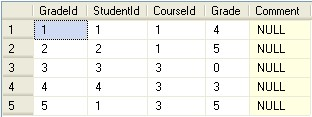 GradeId StudentId CourseId Grade Comment
1 1 1 1 4 NULL
2 2 2 1 5 NULL
3 3 3 3 0 NULL
4 4 4 3 3 NULL
5 5 1 3 5 NULL